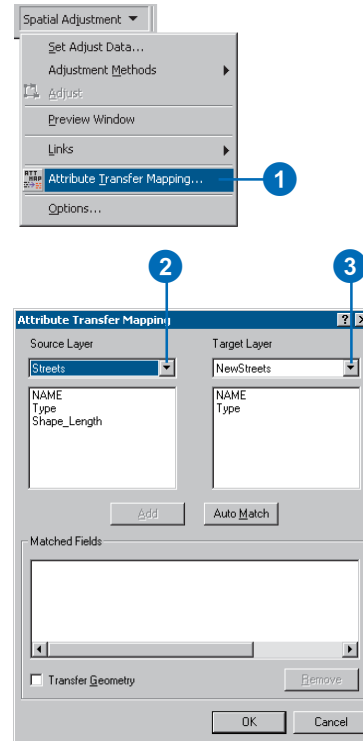 Spatial Adjustment
Set Adjust Data...
Adjustment Methods
Adjust
Preview Window
Links
ATT MAP
Attribute Transfer Mapping...
1
Options...
2
3
Attribute Transfer Mapping
Source Layer
Target Layer
Streets
NewStreets
NAME
Type
Shape_Length
NAME
Type
Add
Auto Match
Matched Fields
Transfer Geometry
Remove
OK
Cancel